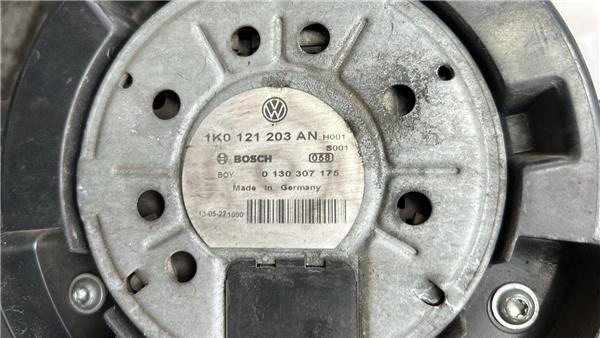 1K0 121 203 AN H001
S001
BOSCH 058
BOY 0 130 307 175
Made in Germany
13-05-22 1000